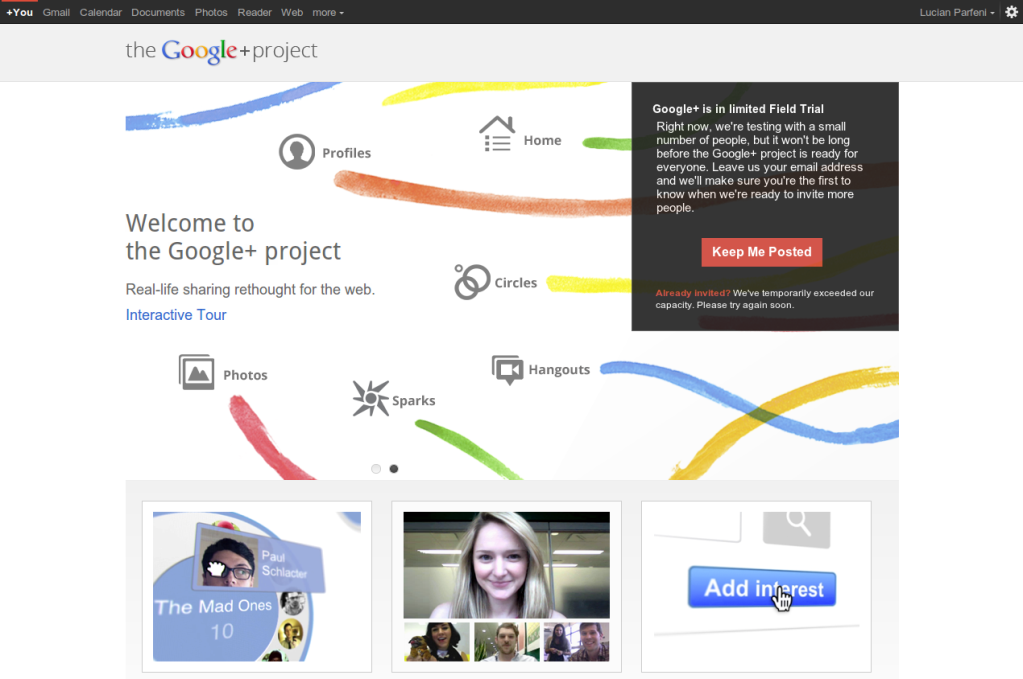 +You Gmail Calendar Documents Photos Reader Web more
Lucian Parfeni
the Google+project
Google+ is in limited Field Trial
Right now, we're testing with a small
number of people, but it won't be long
before the Google+ project is ready for
everyone. Leave us your email address
and we'll make sure you're the first to
know when we're ready to invite more
people.
Keep Me Posted
Already invited? We've temporarily exceeded our
capacity. Please try again soon.
Home
Profiles
Welcome to
the Google+ project
Real-life sharing rethought for the web.
Interactive Tour
Circles
Hangouts
Photos
Sparks
Paul
Schlacter
The Mad Ones
10
Add interest